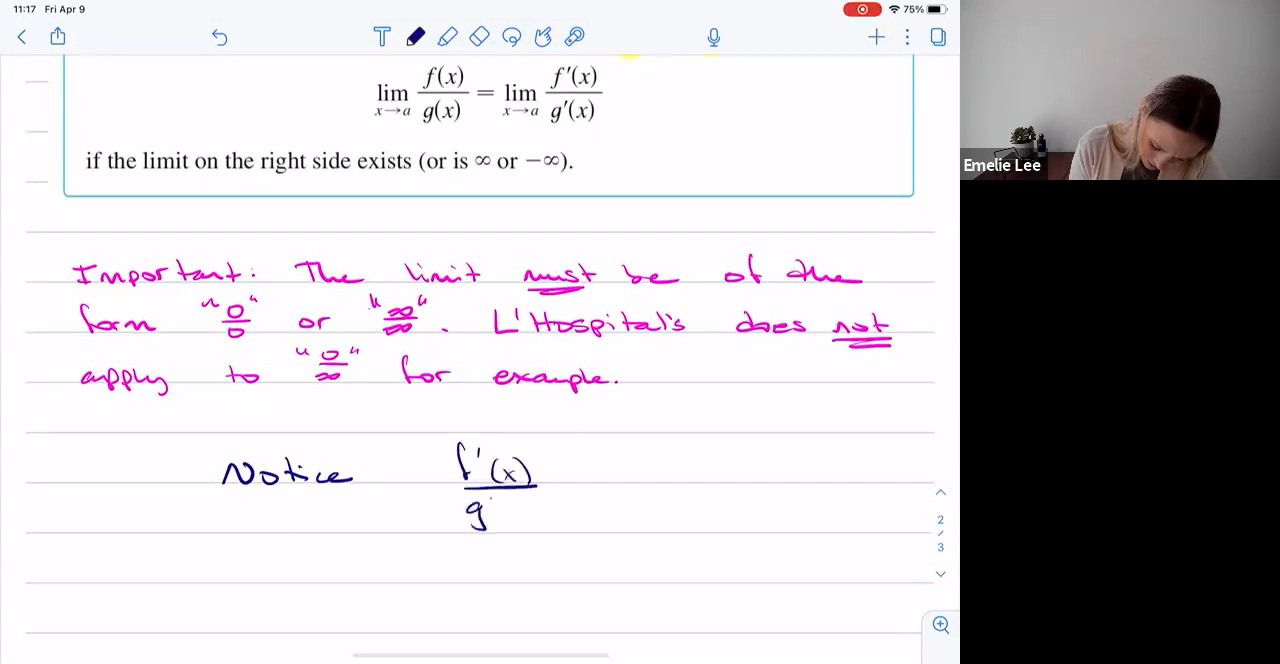 11:17 Fri Apr 9
75%
lim x→a f(x)/g(x) = lim x→a f'(x)/g'(x)
if the limit on the right side exists (or is ∞ or −∞).
Emelie Lee
Important: The limit must be of the
form "0/0" or "∞/∞". L'Hospital's does not
apply to "0/∞" for example.
Notice f'(x)/g'
2/3